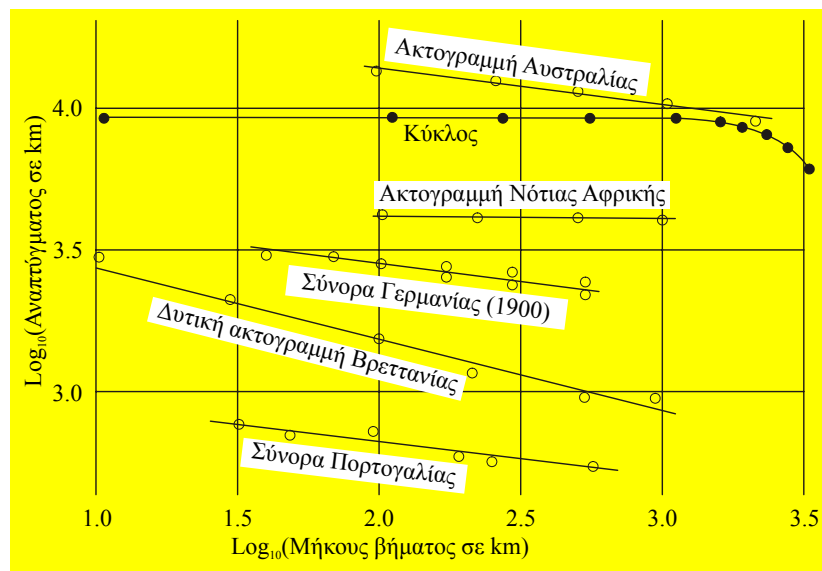 Ακτογραμμή Αυστραλίας
4.0
Κύκλος
Ακτογραμμή Νότιας Αφρικής
3.5
Σύνορα Γερμανίας (1900)
Δυτική ακτογραμμή Βρεττανίας
3.0
Σύνορα Πορτογαλίας
Log₁₀(Αναπτύγματος σε km)
1.0 1.5 2.0 2.5 3.0 3.5
Log₁₀(Μήκους βήματος σε km)